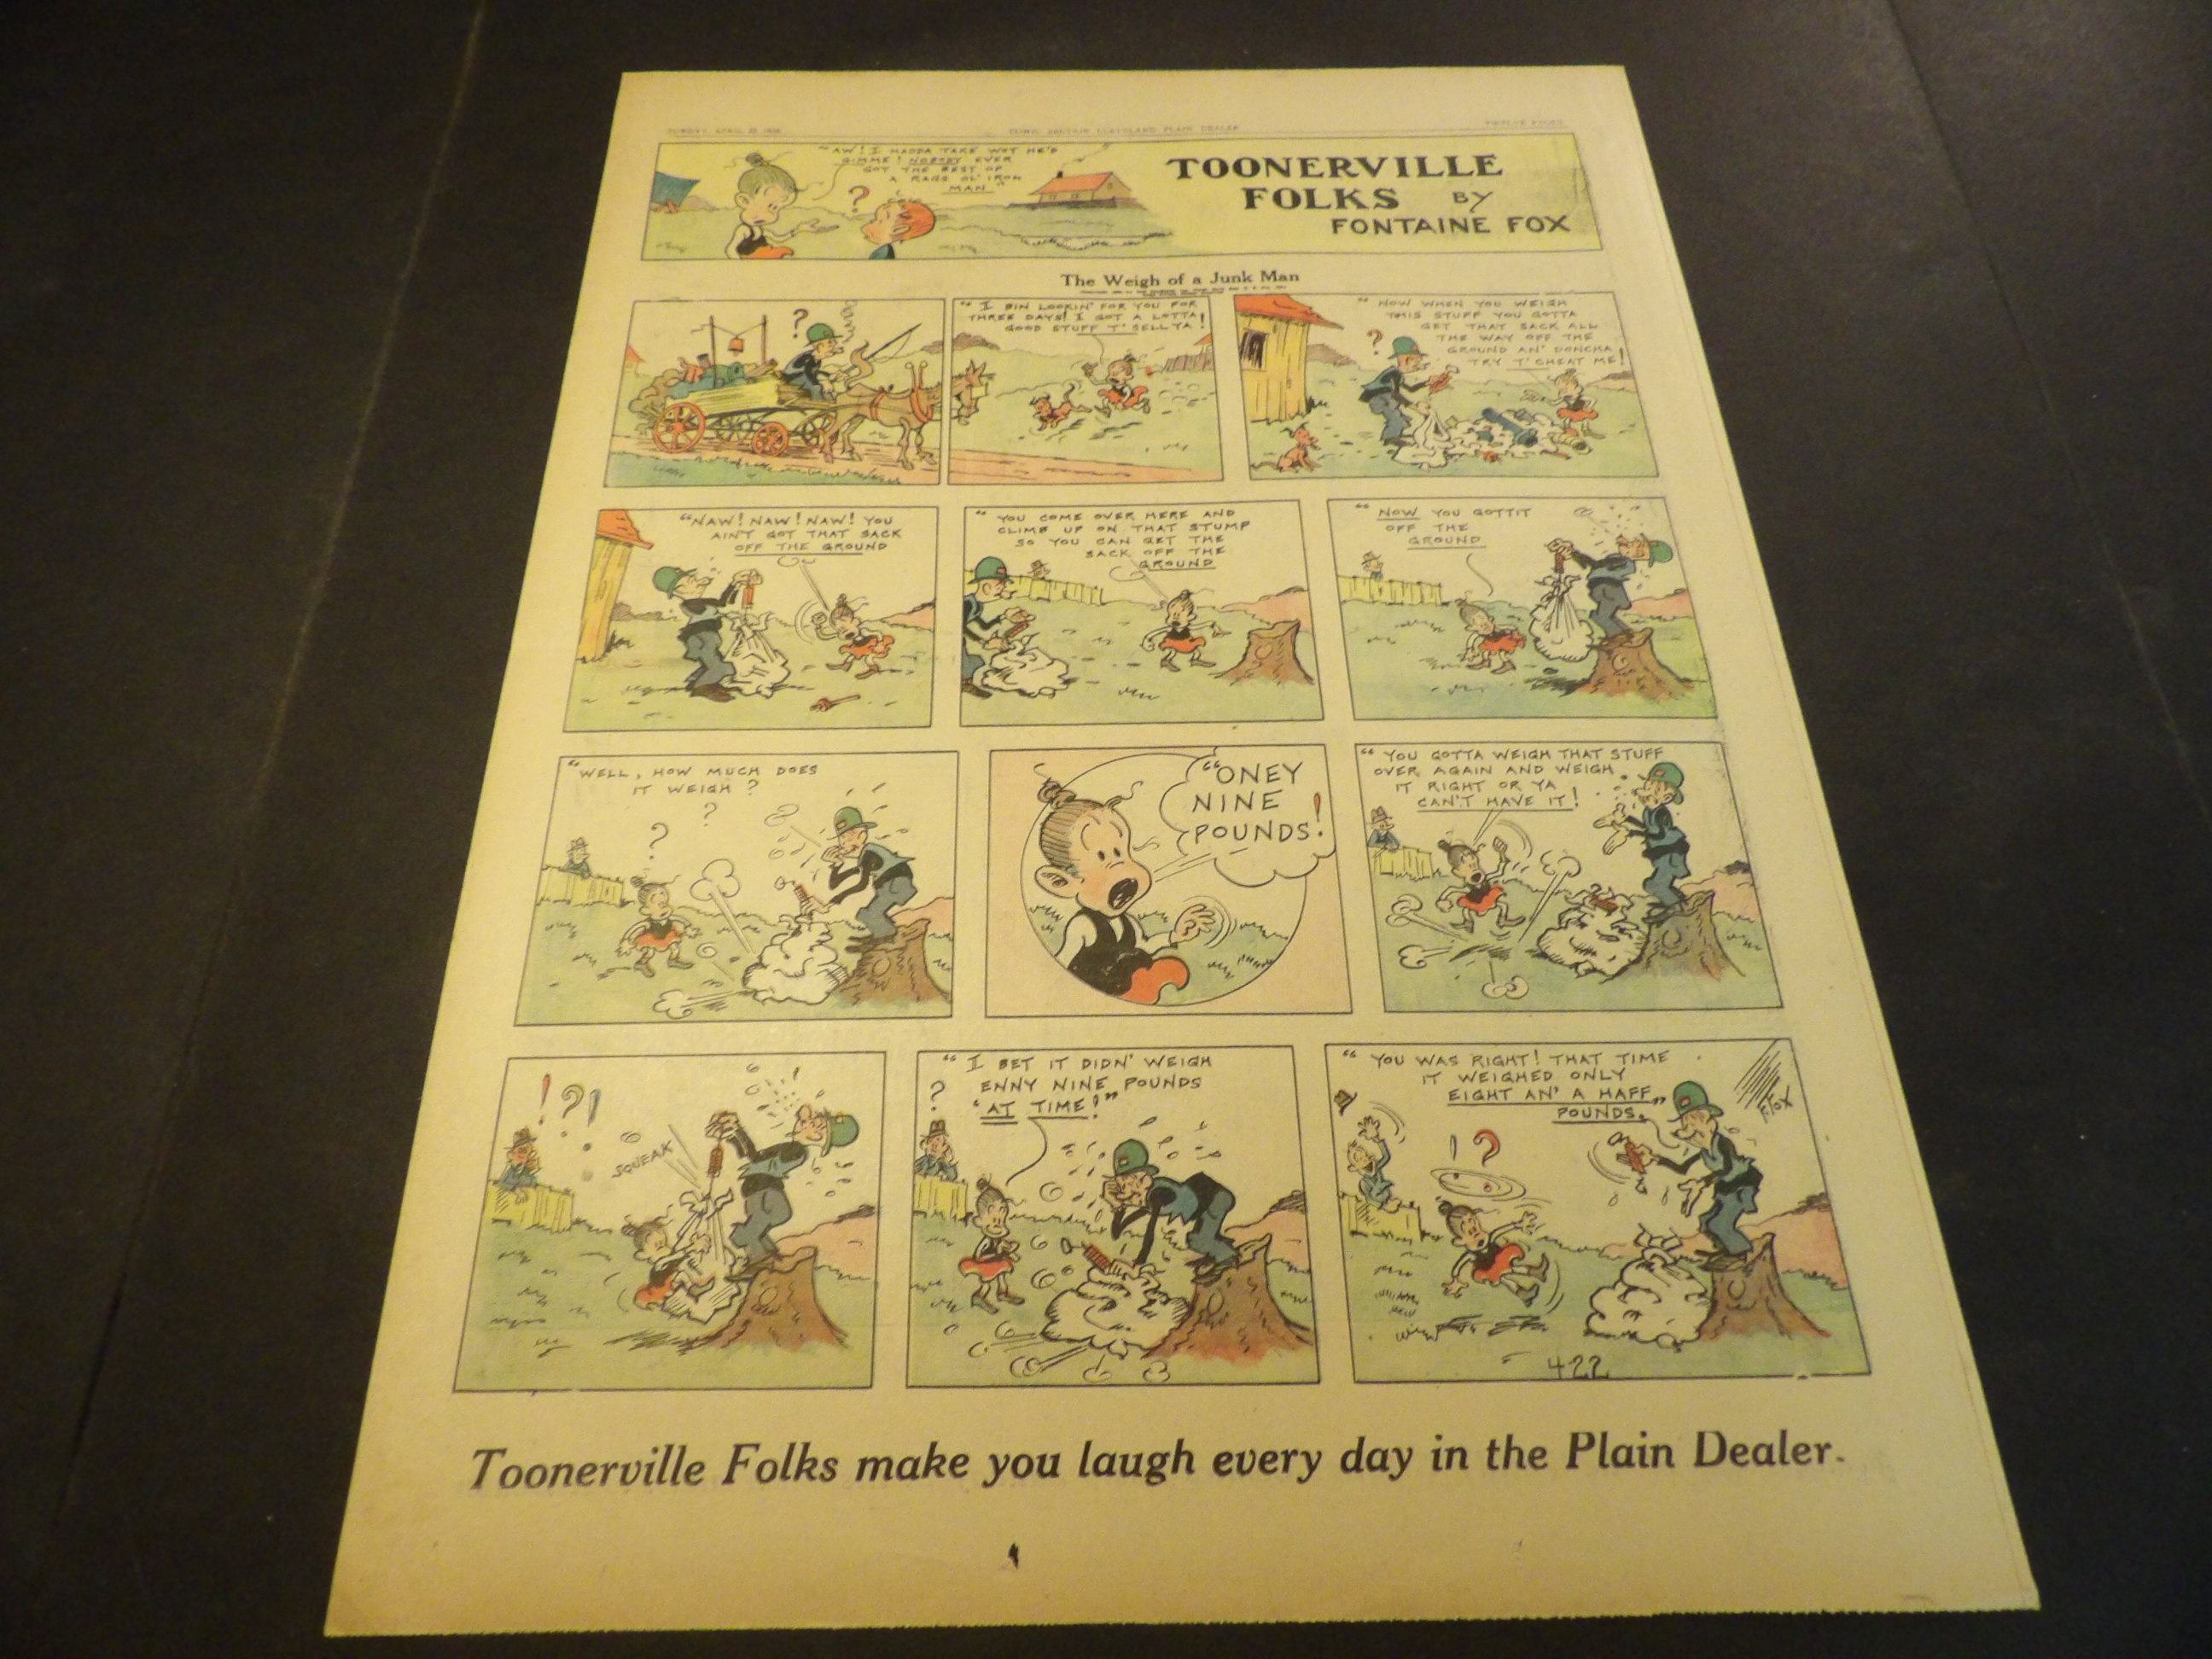 COMIC SECTION CLEVELAND PLAIN DEALER
"AW! I HADDA TAKE WOT HE'D
GIMME! NOBODY EVER
GOT THE BEST OF
A RAGS OL' IRON
MAN"
?
TOONERVILLE
FOLKS BY
FONTAINE FOX
The Weigh of a Junk Man
?
"I BIN LOOKIN' FOR YOU FOR
THREE DAYS! I GOT A LOTTA
GOOD STUFF T' SELL YA!
"NOW WHEN YOU WEIGH
THIS STUFF YOU GOTTA
GET THAT SACK ALL
THE WAY OFF THE
GROUND AN' DONCHA
TRY T' CHEAT ME!
?
"NAW! NAW! NAW! YOU
AIN'T GOT THAT SACK
OFF THE GROUND
"YOU COME OVER HERE AND
CLIMB UP ON THAT STUMP
SO YOU CAN GET THE
SACK OFF THE
GROUND
"NOW YOU GOTTIT
OFF THE
GROUND
"WELL, HOW MUCH DOES
IT WEIGH?
?
?
"ONEY
NINE
POUNDS!
"YOU GOTTA WEIGH THAT STUFF
OVER AGAIN AND WEIGH
IT RIGHT OR YA
CAN'T HAVE IT!
! ? !
SQUEAK
"I BET IT DIDN' WEIGH
ENNY NINE POUNDS
'AT TIME!"
?
"YOU WAS RIGHT! THAT TIME
IT WEIGHED ONLY
EIGHT AN' A HAFF
POUNDS."
! ?
F. FOX
4-22
Toonerville Folks make you laugh every day in the Plain Dealer.